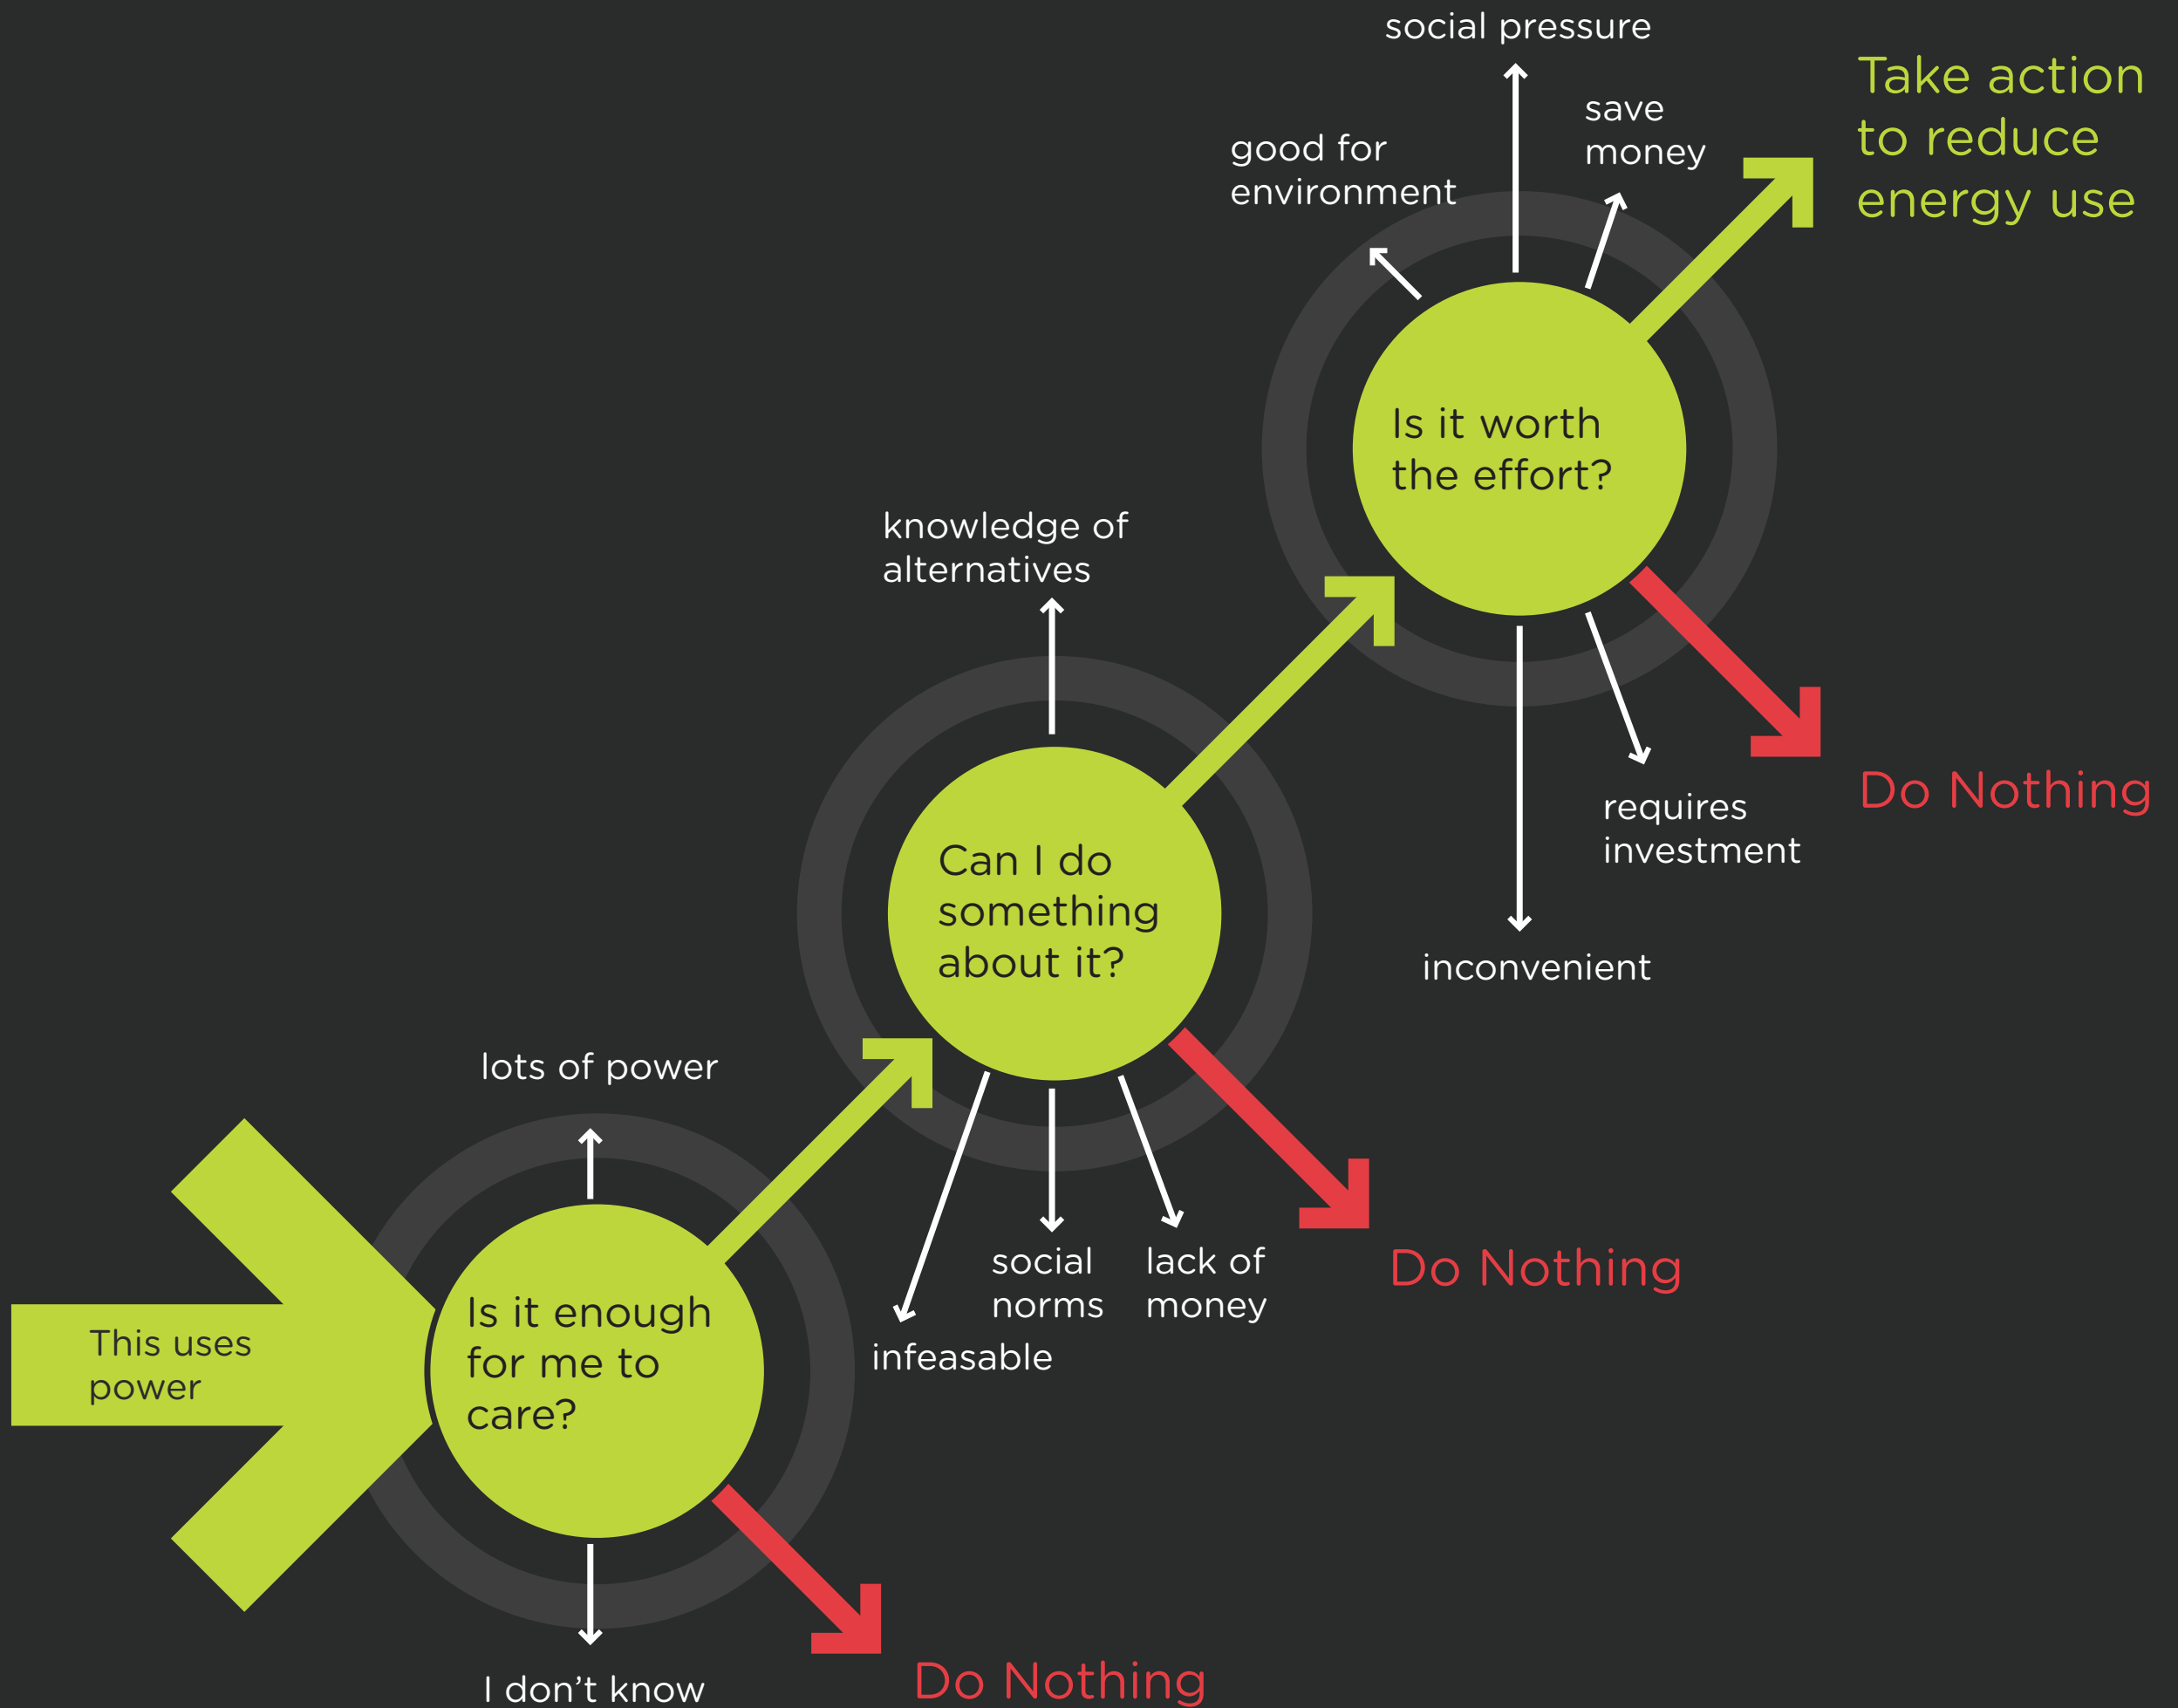 social pressure
Take action
to reduce
energy use
save
money
good for
environment
Is it worth
the effort?
knowledge of
alternatives
Do Nothing
requires
investment
inconvenient
Can I do
something
about it?
lots of power
Do Nothing
social
norms
lack of
money
infeasable
This uses
power
Is it enough
for me to
care?
I don't know
Do Nothing